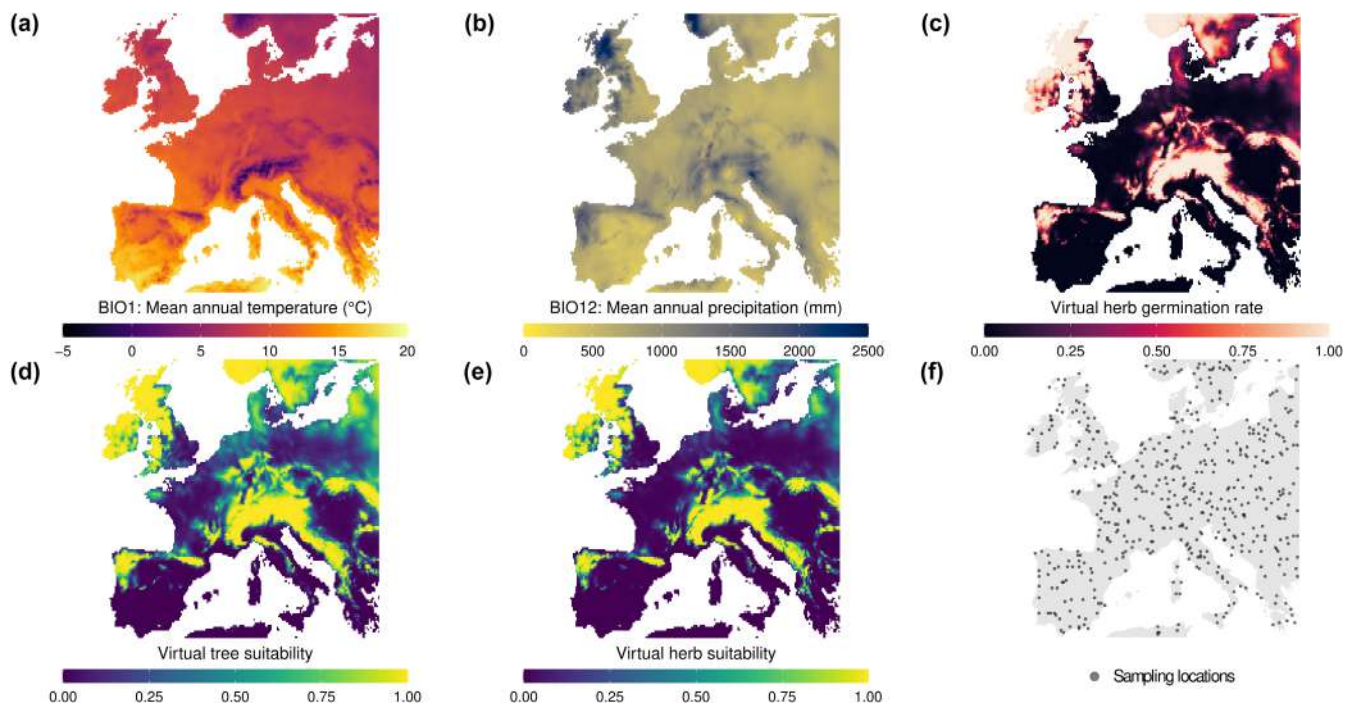 (a)
(b)
(c)
BIO1: Mean annual temperature (°C)
BIO12: Mean annual precipitation (mm)
Virtual herb germination rate
−5 0 5 10 15 20
0 500 1000 1500 2000 2500
0.00 0.25 0.50 0.75 1.00
(d)
(e)
(f)
Virtual tree suitability
Virtual herb suitability
Sampling locations
0.00 0.25 0.50 0.75 1.00
0.00 0.25 0.50 0.75 1.00